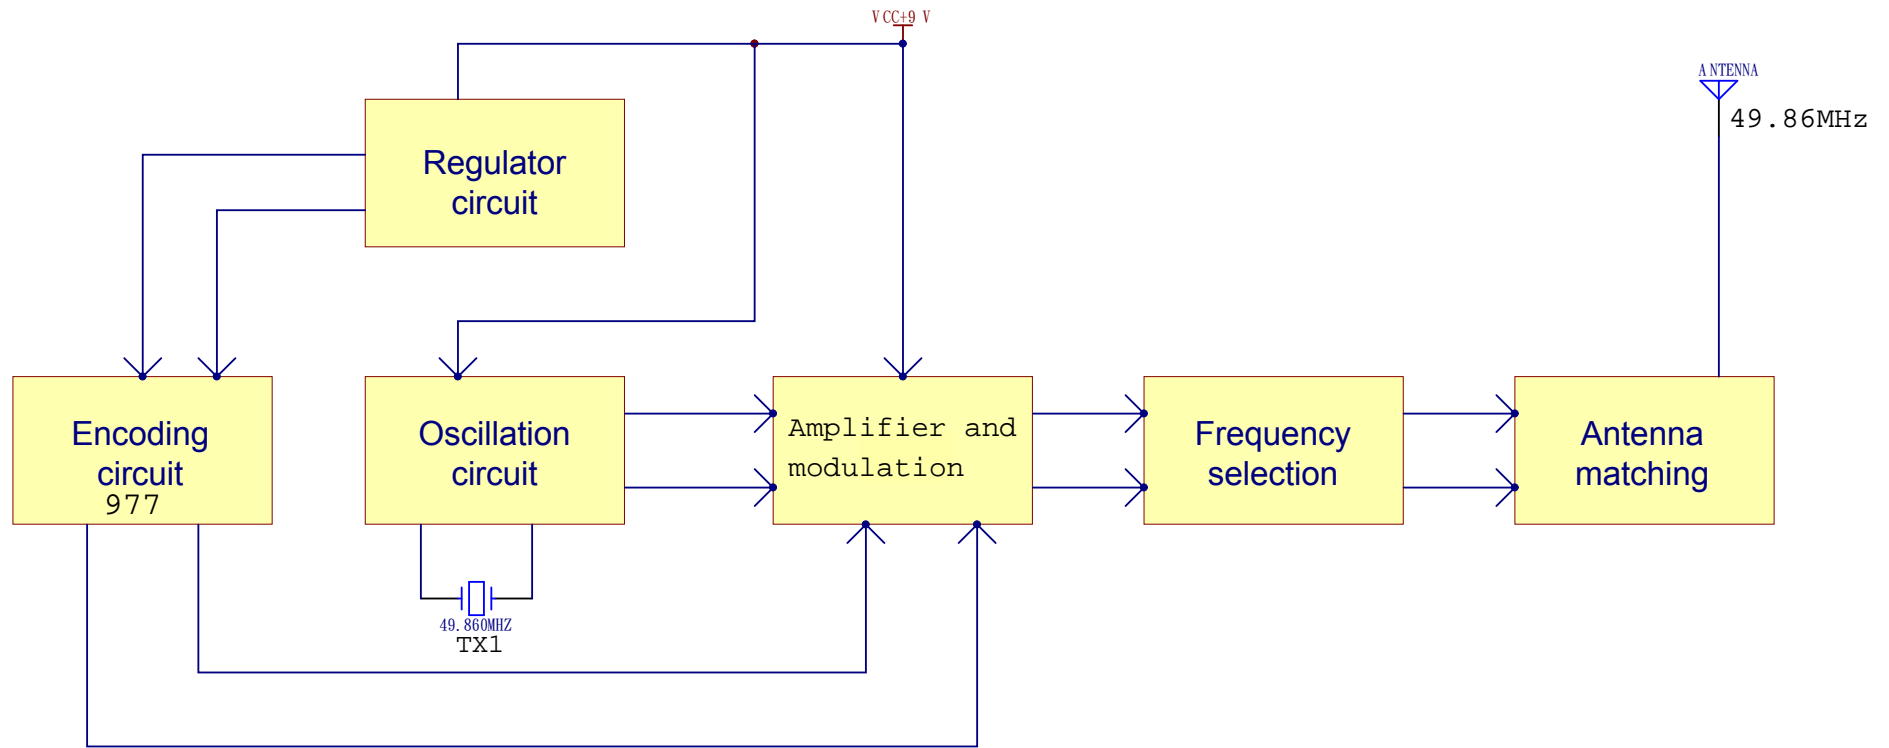 VCC+9 V
ANTENNA
49.86MHz
Regulator
circuit
Encoding
circuit
977
Oscillation
circuit
Amplifier and
modulation
Frequency
selection
Antenna
matching
49.860MHZ
TX1